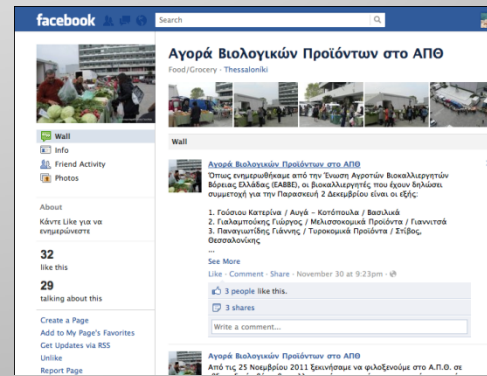 facebook
Search
Αγορά Βιολογικών Προϊόντων στο ΑΠΘ
Food/Grocery · Thessaloniki
Wall
Info
Friend Activity
Photos
About
Κάντε Like για να
ενημερώνεστε
32
like this
29
talking about this
Create a Page
Add to My Page's Favorites
Get Updates via RSS
Unlike
Report Page
Wall
Αγορά Βιολογικών Προϊόντων στο ΑΠΘ
Όπως ενημερωθήκαμε από την Ένωση Αγροτών Βιοκαλλιεργητών
Βόρειας Ελλάδας (ΕΑΒΒΕ), οι βιοκαλλιεργητές που έχουν δηλώσει
συμμετοχή για την Παρασκευή 2 Δεκεμβρίου είναι οι εξής:
1. Γούσιου Κατερίνα / Αυγά – Κοτόπουλα / Βασιλικά
2. Γιαλαμπούκης Γιώργος / Μελισσοκομικά Προϊόντα / Γιαννιτσά
3. Παναγιωτίδης Γιάννης / Τυροκομικά Προϊόντα / Στίβος,
Θεσσαλονίκης
...
See More
Like · Comment · Share · November 30 at 9:23pm ·
3 people like this.
3 shares
Write a comment...
Αγορά Βιολογικών Προϊόντων στο ΑΠΘ
Από τις 25 Νοεμβρίου 2011 ξεκινήσαμε να φιλοξενούμε στο Α.Π.Θ. σε